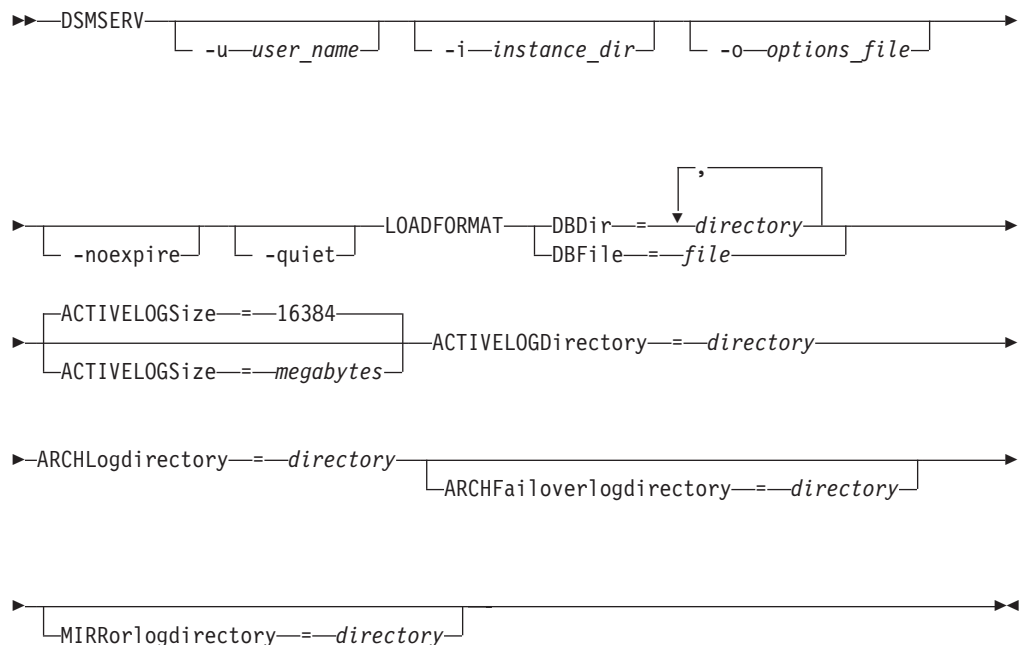 DSMSERV
-u user_name -i instance_dir -o options_file
,
LOADFORMAT DBDir = directory
-noexpire -quiet DBFile = file
ACTIVELOGSize = 16384
ACTIVELOGDirectory = directory
ACTIVELOGSize = megabytes
ARCHLogdirectory = directory
ARCHFailoverlogdirectory = directory
MIRRorlogdirectory = directory